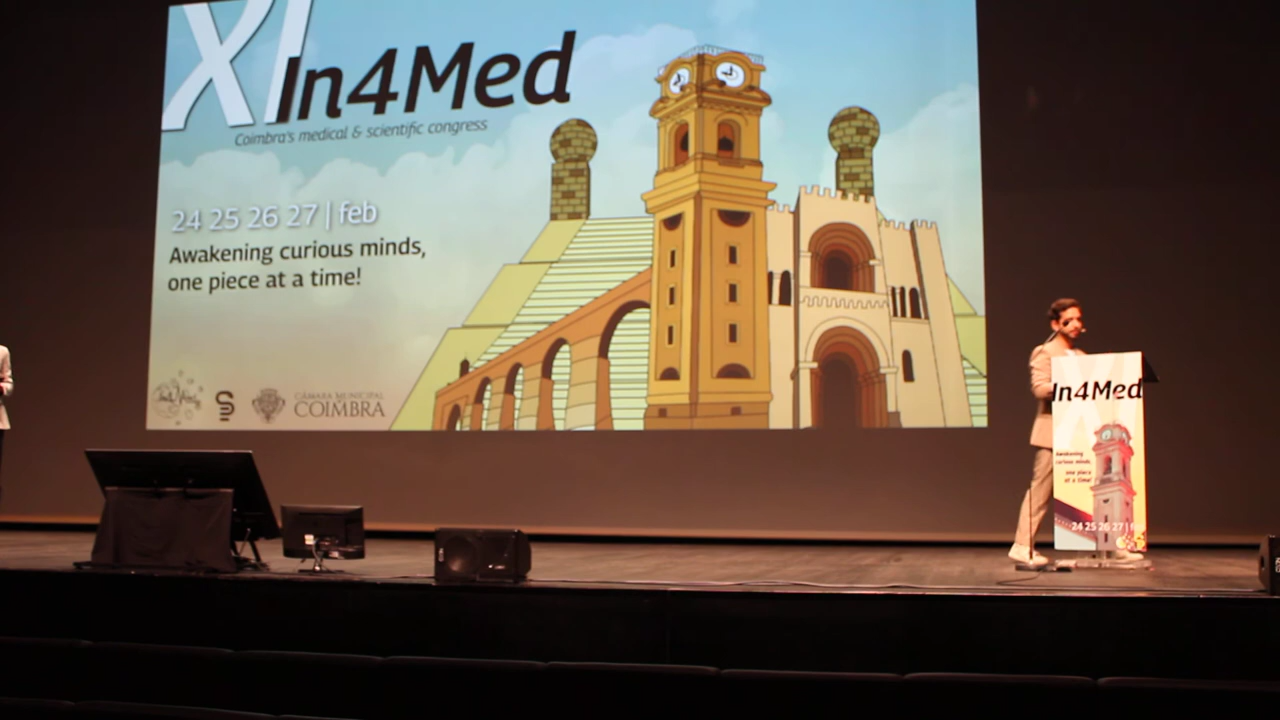 XI In4Med
Coimbra's medical & scientific congress
24 25 26 27 | feb
Awakening curious minds,
one piece at a time!
CÂMARA MUNICIPAL
COIMBRA
In4Med
Awakening
curious minds,
one piece
at a time!
24 25 26 27 | f